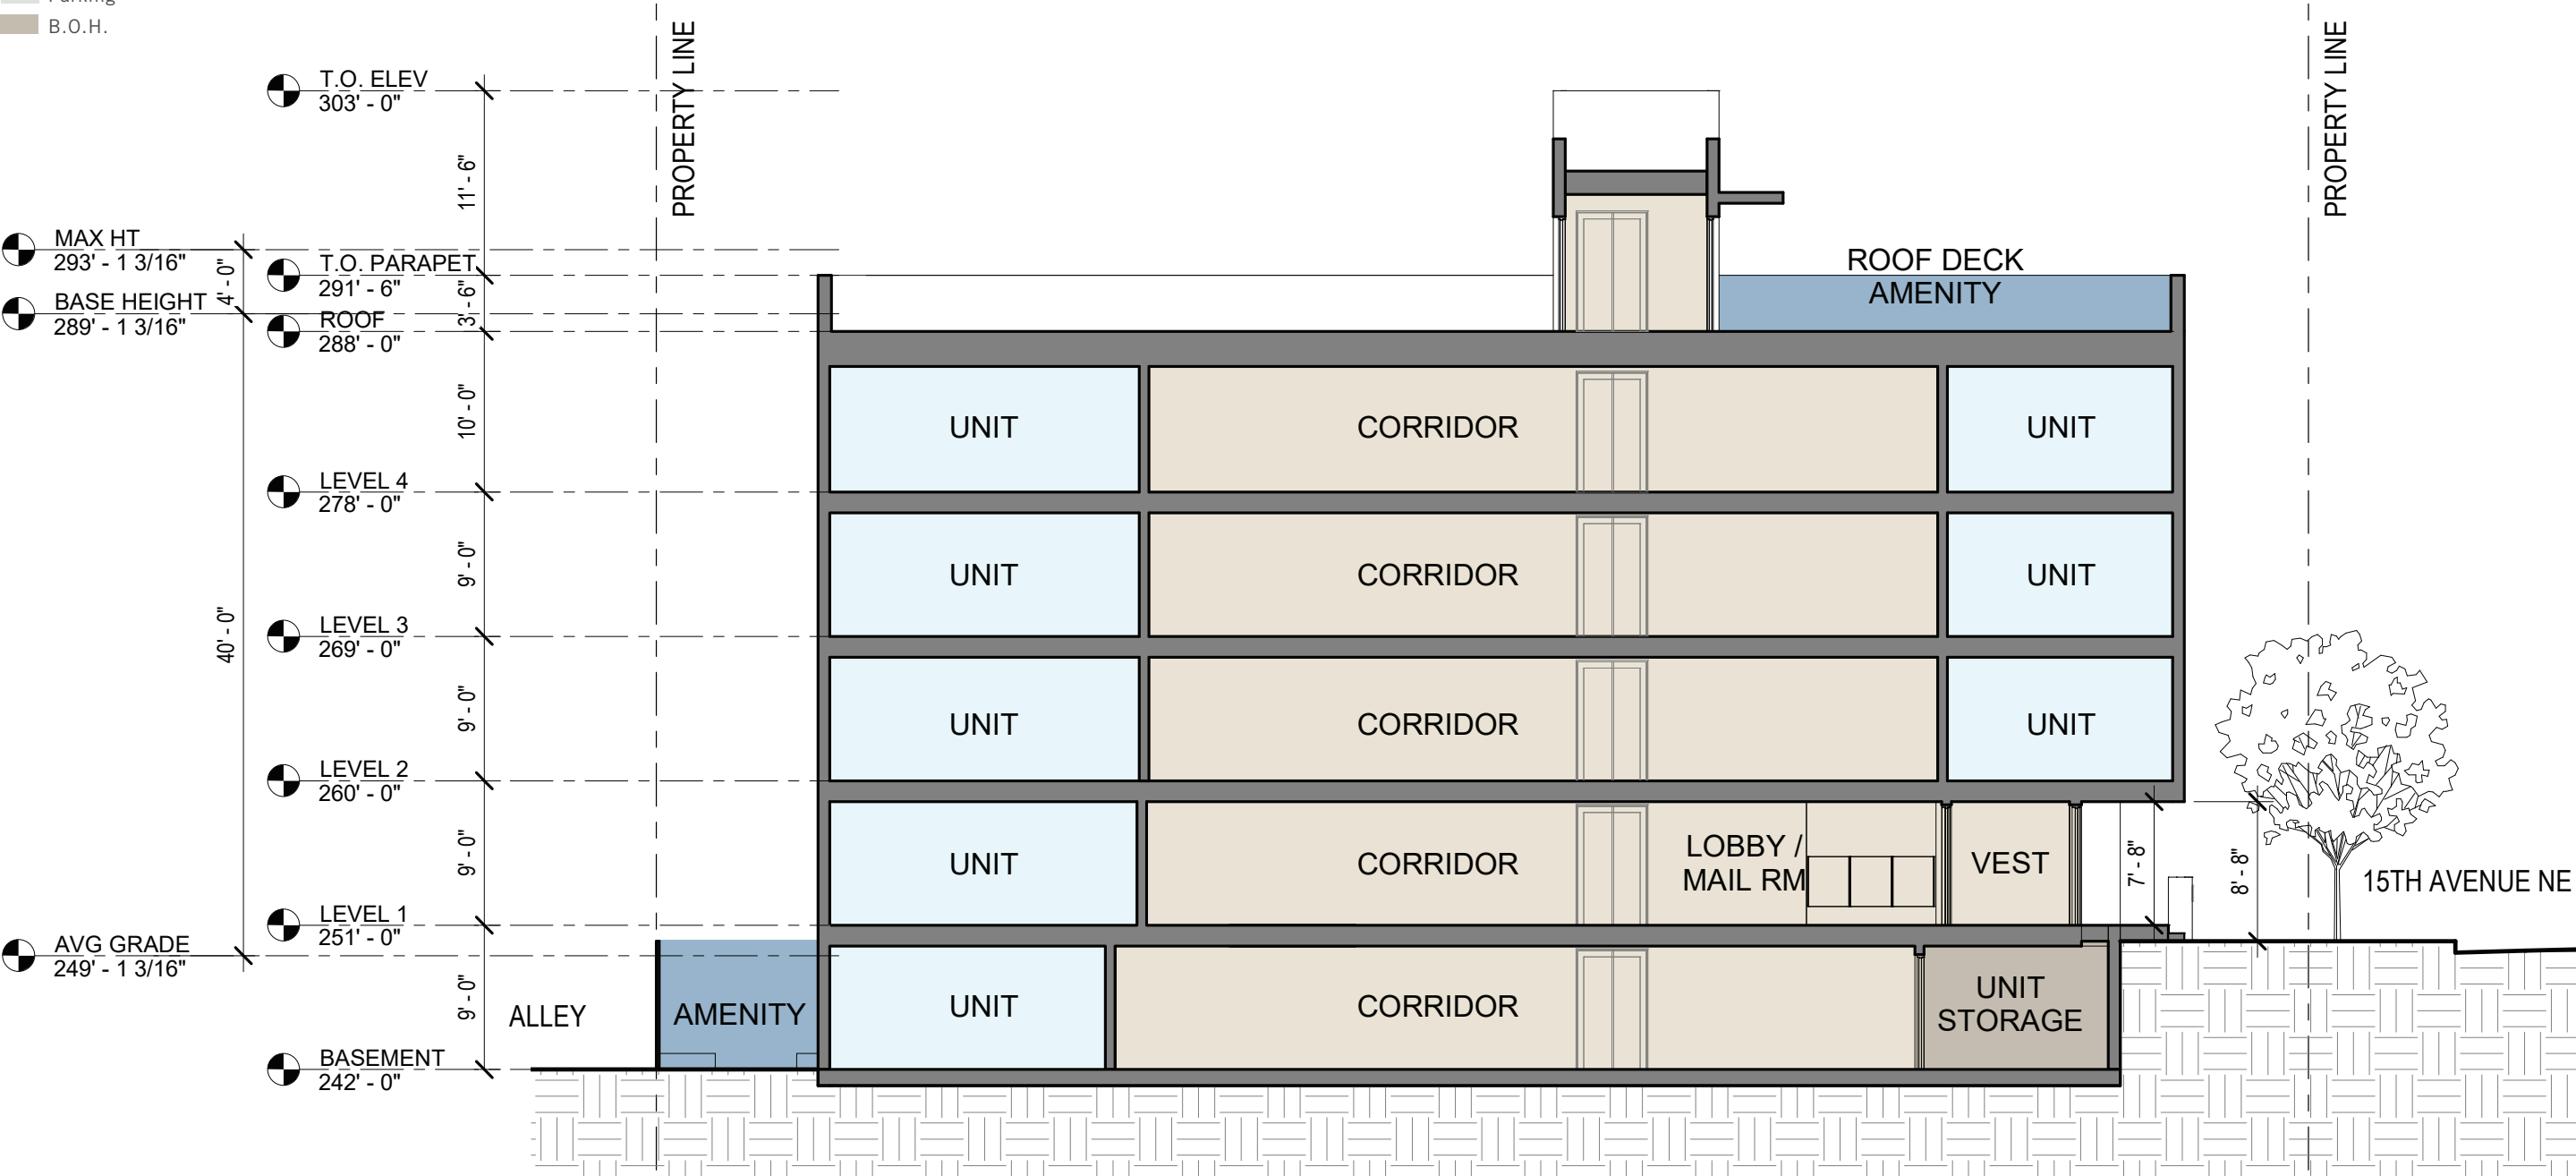 Parking
B.O.H.
T.O. ELEV
303' - 0"
PROPERTY LINE
PROPERTY LINE
11' - 6"
MAX HT
293' - 1 3/16"
T.O. PARAPET
291' - 6"
4' - 0"
BASE HEIGHT
289' - 1 3/16"
3' - 6"
ROOF
288' - 0"
ROOF DECK
AMENITY
10' - 0"
UNIT
CORRIDOR
UNIT
LEVEL 4
278' - 0"
9' - 0"
UNIT
CORRIDOR
UNIT
40' - 0"
LEVEL 3
269' - 0"
9' - 0"
UNIT
CORRIDOR
UNIT
LEVEL 2
260' - 0"
9' - 0"
UNIT
CORRIDOR
LOBBY /
MAIL RM
VEST
7' - 8"
8' - 8"
15TH AVENUE NE
LEVEL 1
251' - 0"
AVG GRADE
249' - 1 3/16"
9' - 0"
ALLEY
AMENITY
UNIT
CORRIDOR
UNIT
STORAGE
BASEMENT
242' - 0"